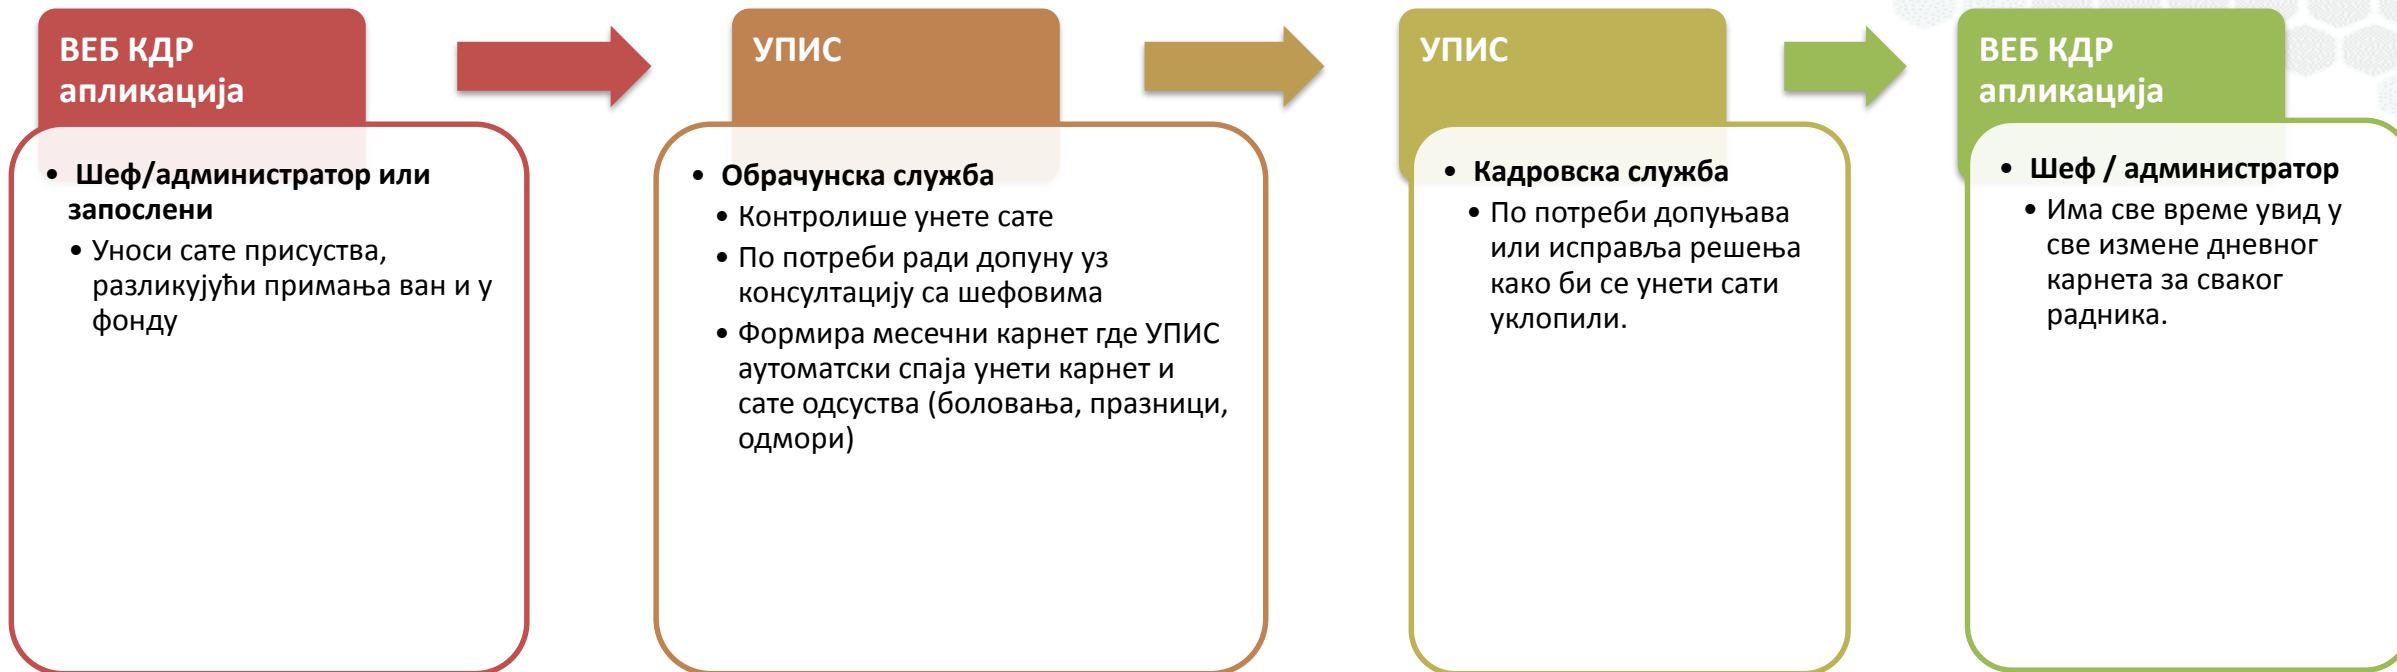 ВЕБ КДР
апликација
• Шеф/администратор или
запослени
• Уноси сате присуства,
разликујући примања ван и у
фонду
УПИС
• Обрачунска служба
• Контролише унете сате
• По потреби ради допуну уз
консултацију са шефовима
• Формира месечни карнет где УПИС
аутоматски спаја унети карнет и
сате одсуства (боловања, празници,
одмори)
УПИС
• Кадровска служба
• По потреби допуњава
или исправља решења
како би се унети сати
уклопили.
ВЕБ КДР
апликација
• Шеф / администратор
• Има све време увид у
све измене дневног
карнета за сваког
радника.